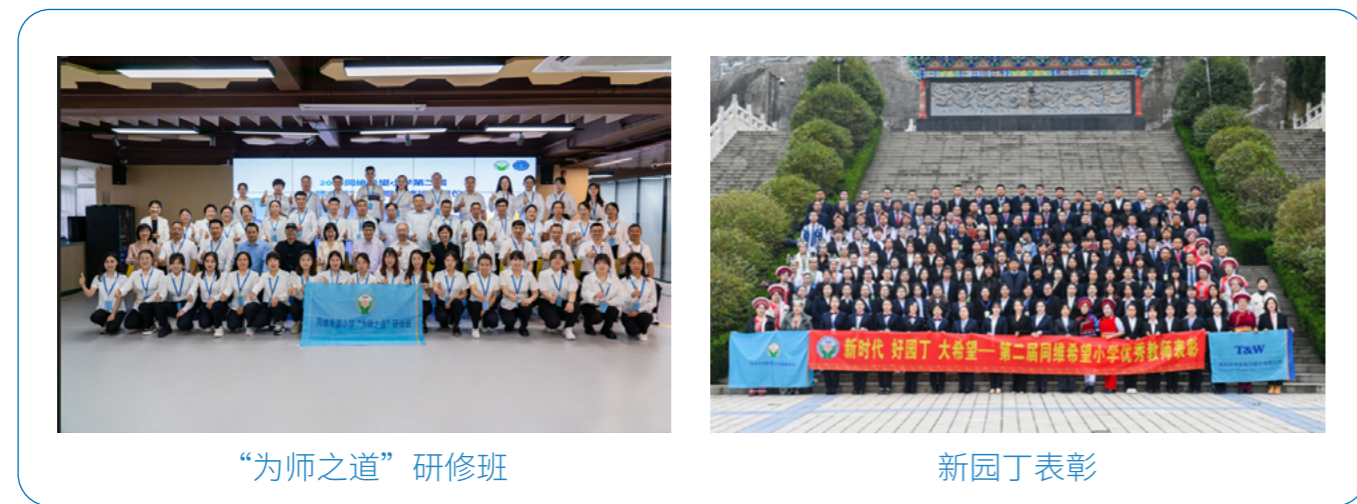 同维希望小学“为师之道”研修班
新时代 好园丁 大希望— 第二届同维希望小学优秀教师表彰
T&W
“为师之道”研修班
新园丁表彰